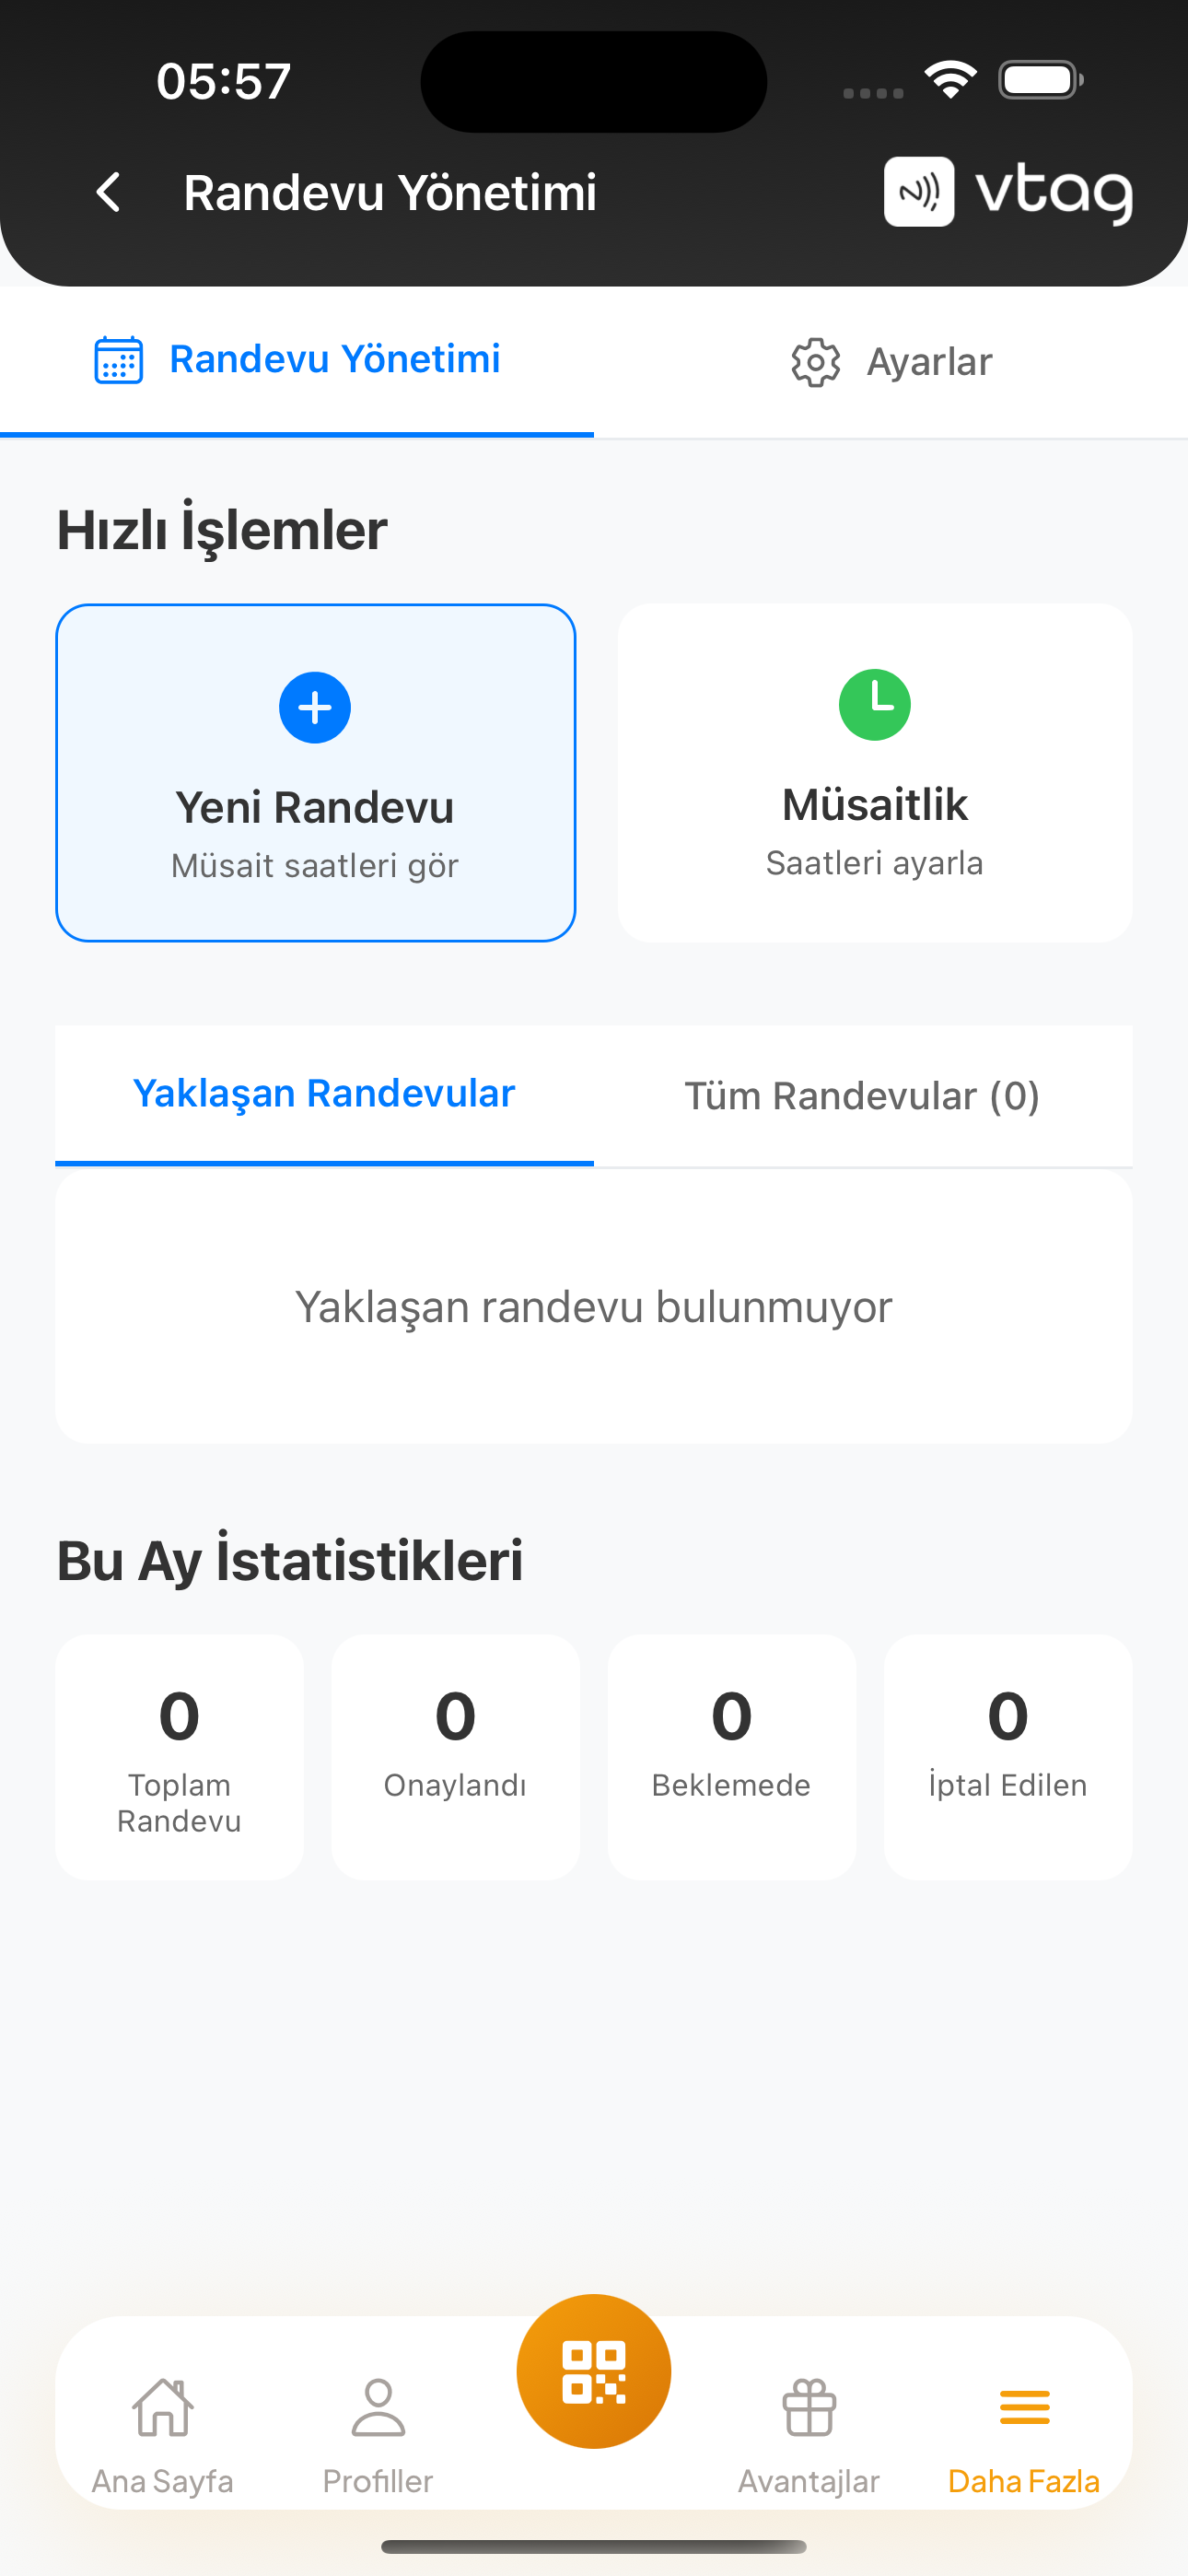 05:57
Randevu Yönetimi
vtag
Randevu Yönetimi
Ayarlar
Hızlı İşlemler
Yeni Randevu
Müsait saatleri gör
Müsaitlik
Saatleri ayarla
Yaklaşan Randevular
Tüm Randevular (0)
Yaklaşan randevu bulunmuyor
Bu Ay İstatistikleri
0
Toplam
Randevu
0
Onaylandı
0
Beklemede
0
İptal Edilen
Ana Sayfa
Profiller
Avantajlar
Daha Fazla